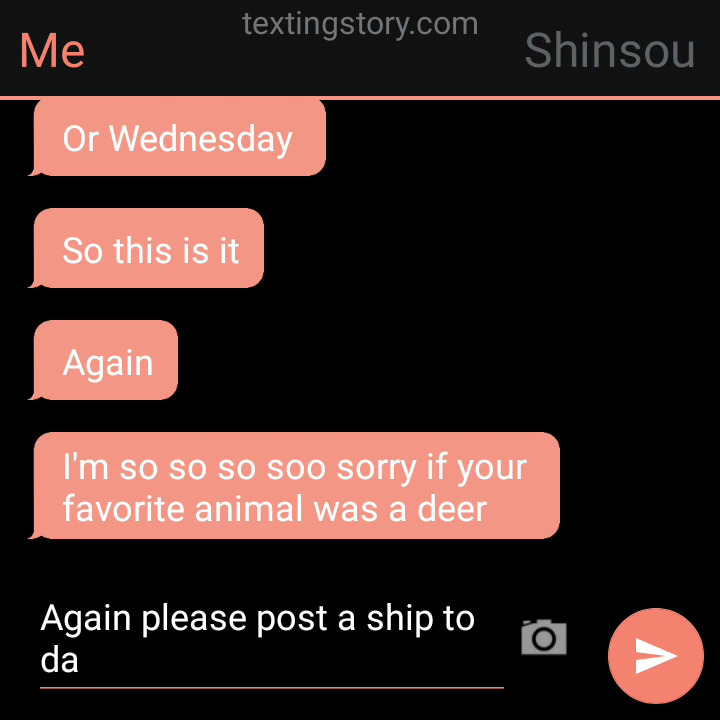 textingstory.com
Me
Shinsou
Or Wednesday
So this is it
Again
I'm so so so soo sorry if your
favorite animal was a deer
Again please post a ship to
da